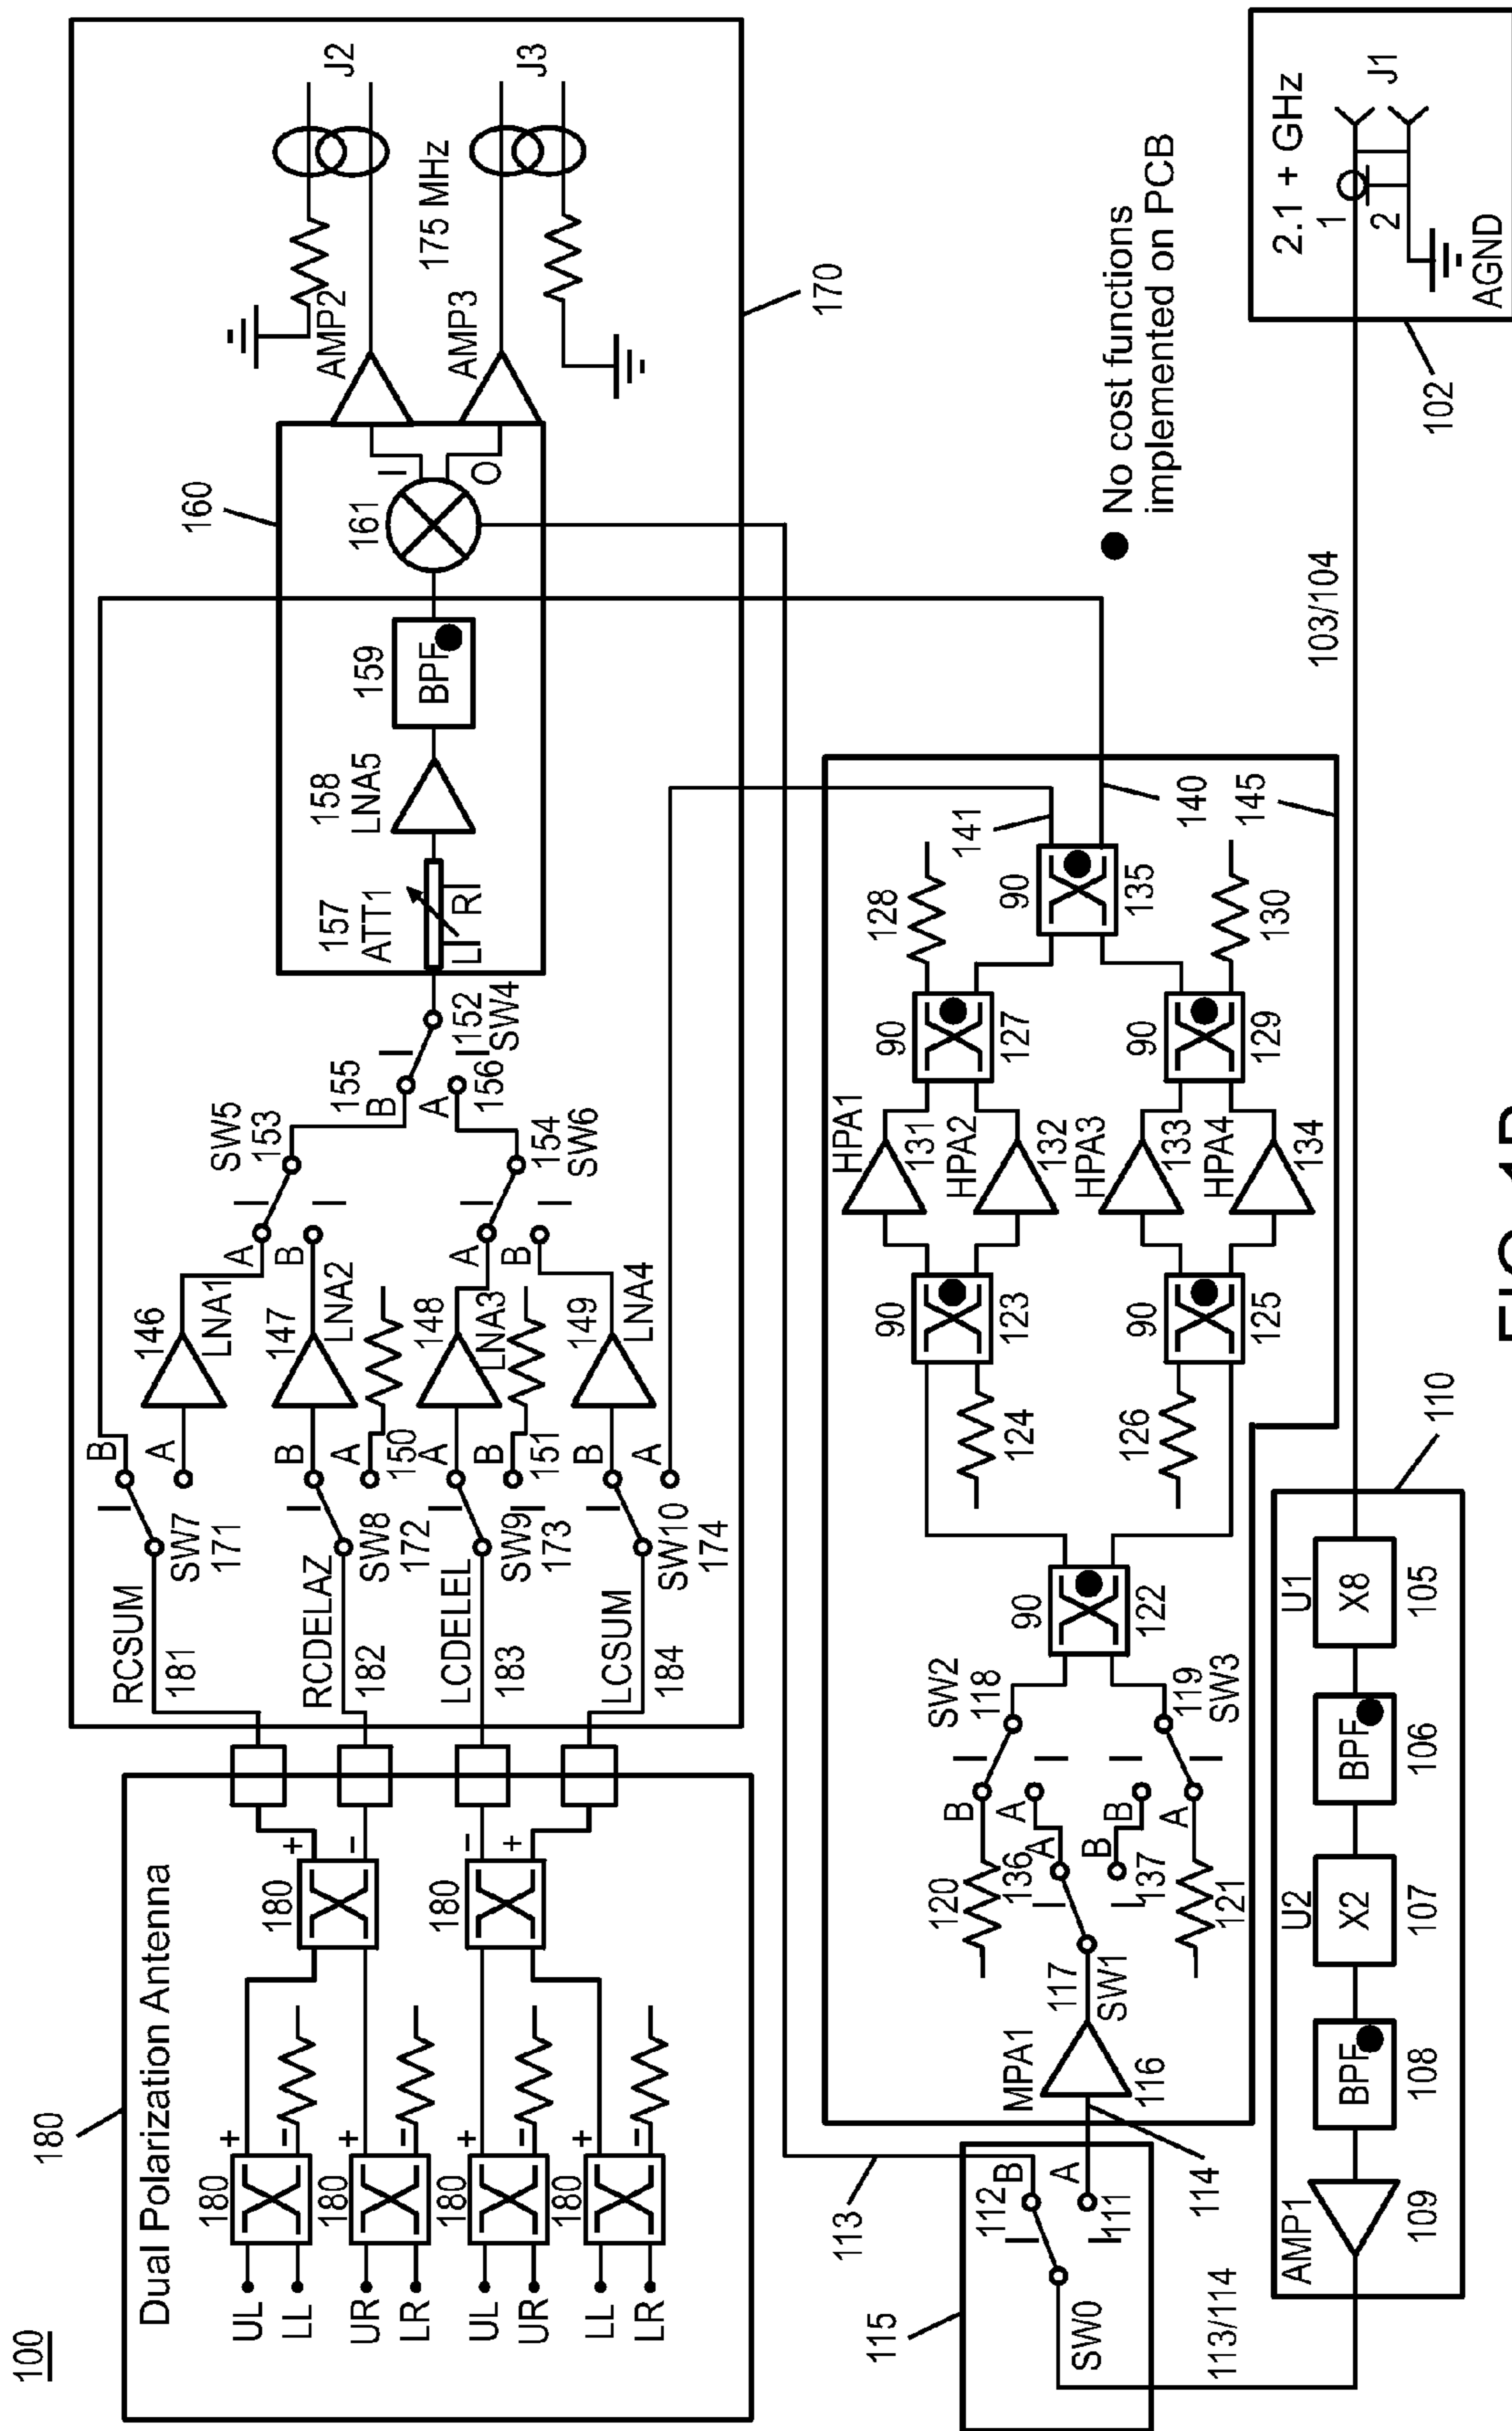 100
180
Dual Polarization Antenna
UL
LL
UR
LR
UL
UR
LL
LR
180
180
180
180
+
-
+
-
+
-
+
-
180
180
+
-
-
+
RCSUM
181
RCDELAZ
182
LCDELEL
183
LCSUM
184
SW7
171
SW8
172
SW9
173
SW10
174
B
A
B
A
150
A
B
151
B
A
146
LNA1
147
LNA2
148
LNA3
149
LNA4
A
B
SW5
153
A
B
154
SW6
155
B
A
156
152
SW4
157
ATT1
LI
RI
158
LNA5
159
BPF
160
161
I
O
AMP2
AMP3
175 MHz
J2
J3
170
115
SW0
112
B
A
111
113
114
113/114
MPA1
116
117
SW1
136
A
B
137
B
A
B
A
120
121
SW2
118
119
SW3
90
122
124
126
90
123
90
125
HPA1
131
HPA2
132
HPA3
133
HPA4
134
90
127
90
129
128
130
90
135
141
140
145
No cost functions
implemented on PCB
AMP1
109
BPF
108
U2
X2
107
BPF
106
U1
X8
105
110
103/104
102
2.1 + GHz
1
2
J1
AGND